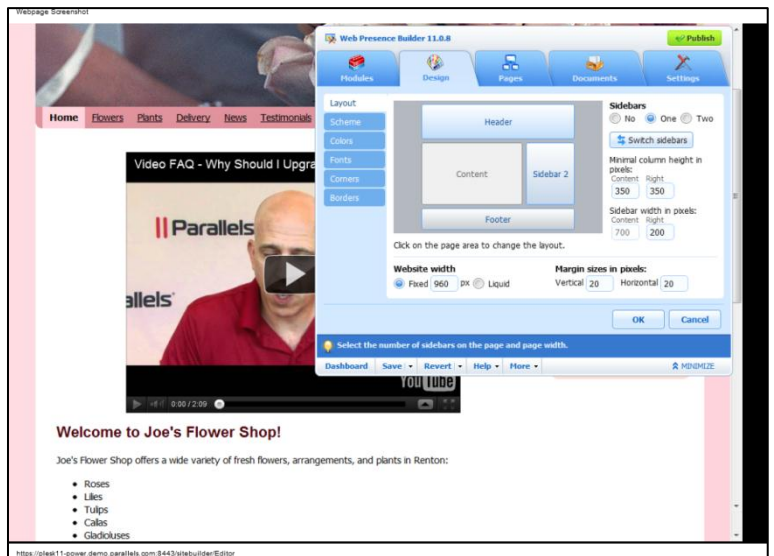 Webpage Screenshot
Web Presence Builder 11.0.8
Publish
Modules
Design
Pages
Documents
Settings
Home Flowers Plants Delivery News Testimonials
Layout
Scheme
Colors
Fonts
Corners
Borders
Header
Content
Sidebar 2
Footer
Click on the page area to change the layout.
Sidebars
No One Two
Switch sidebars
Minimal column height in
pixels:
Content Right
350 350
Sidebar width in pixels:
Content Right
700 200
Website width
Fixed 960 px Liquid
Margin sizes in pixels:
Vertical 20 Horizontal 20
OK Cancel
Select the number of sidebars on the page and page width.
Dashboard Save Revert Help More MINIMIZE
Video FAQ - Why Should I Upgra
Parallels
allels
YOU TUBE
0:00 / 2:09
Welcome to Joe's Flower Shop!
Joe's Flower Shop offers a wide variety of fresh flowers, arrangements, and plants in Renton:
Roses
Lilies
Tulips
Callas
Gladioluses
https://plesk11-power.demo.parallels.com:8443/sitebuilder/Editor